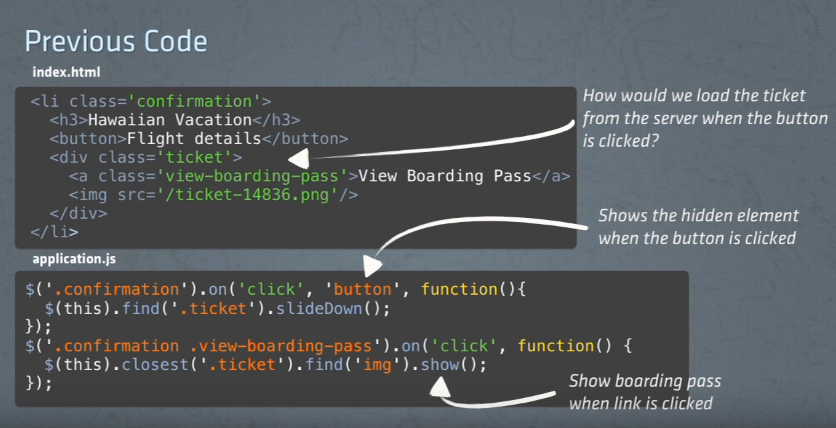 Previous Code
index.html
<li class='confirmation'>
<h3>Hawaiian Vacation</h3>
<button>Flight details</button>
<div class='ticket'>
<a class='view-boarding-pass'>View Boarding Pass</a>
<img src='/ticket-14836.png'/>
</div>
</li>
How would we load the ticket
from the server when the button
is clicked?
Shows the hidden element
when the button is clicked
application.js
$('.confirmation').on('click', 'button', function(){
$(this).find('.ticket').slideDown();
});
$('.confirmation .view-boarding-pass').on('click', function() {
$(this).closest('.ticket').find('img').show();
});
Show boarding pass
when link is clicked